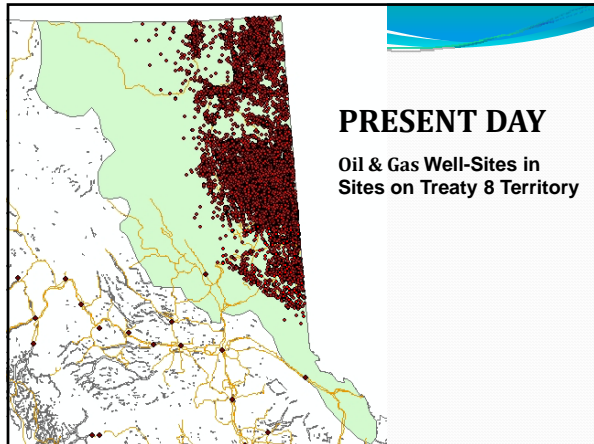 PRESENT DAY
Oil & Gas Well-Sites in
Sites on Treaty 8 Territory